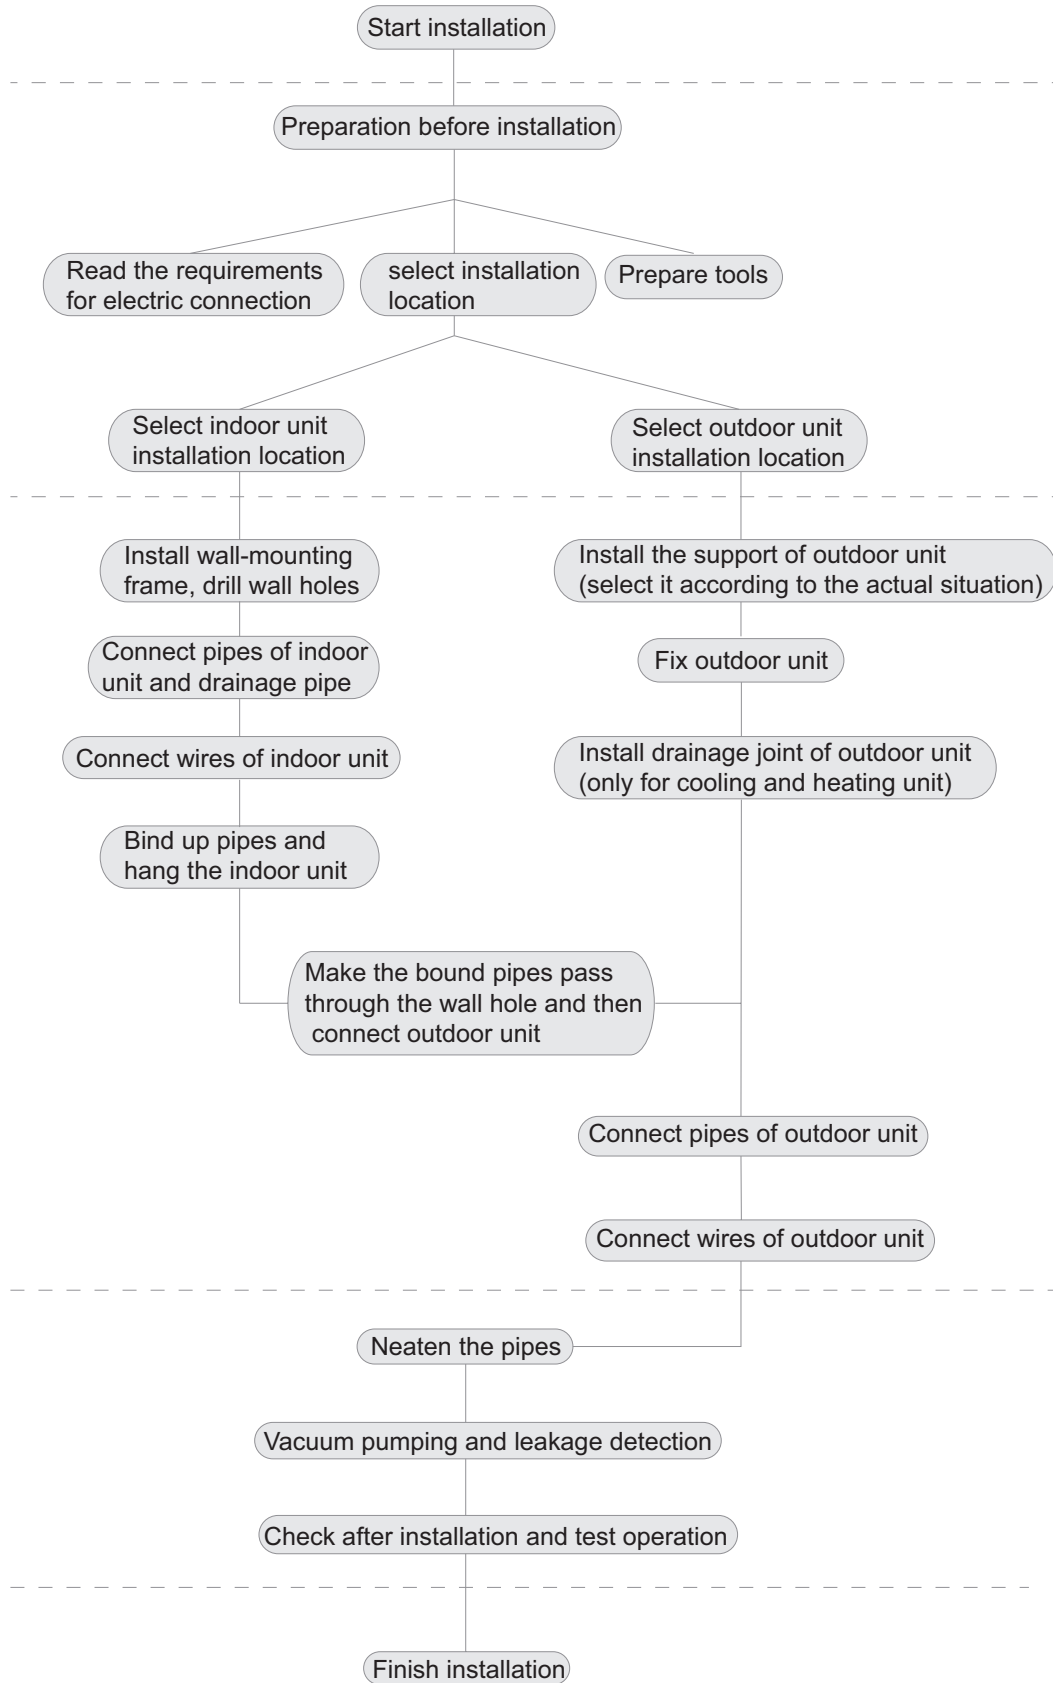 Start installation
Preparation before installation
Read the requirements
for electric connection
select installation
location
Prepare tools
Select indoor unit
installation location
Select outdoor unit
installation location
Install wall-mounting
frame, drill wall holes
Install the support of outdoor unit
(select it according to the actual situation)
Connect pipes of indoor
unit and drainage pipe
Fix outdoor unit
Connect wires of indoor unit
Install drainage joint of outdoor unit
(only for cooling and heating unit)
Bind up pipes and
hang the indoor unit
Make the bound pipes pass
through the wall hole and then
connect outdoor unit
Connect pipes of outdoor unit
Connect wires of outdoor unit
Neaten the pipes
Vacuum pumping and leakage detection
Check after installation and test operation
Finish installation